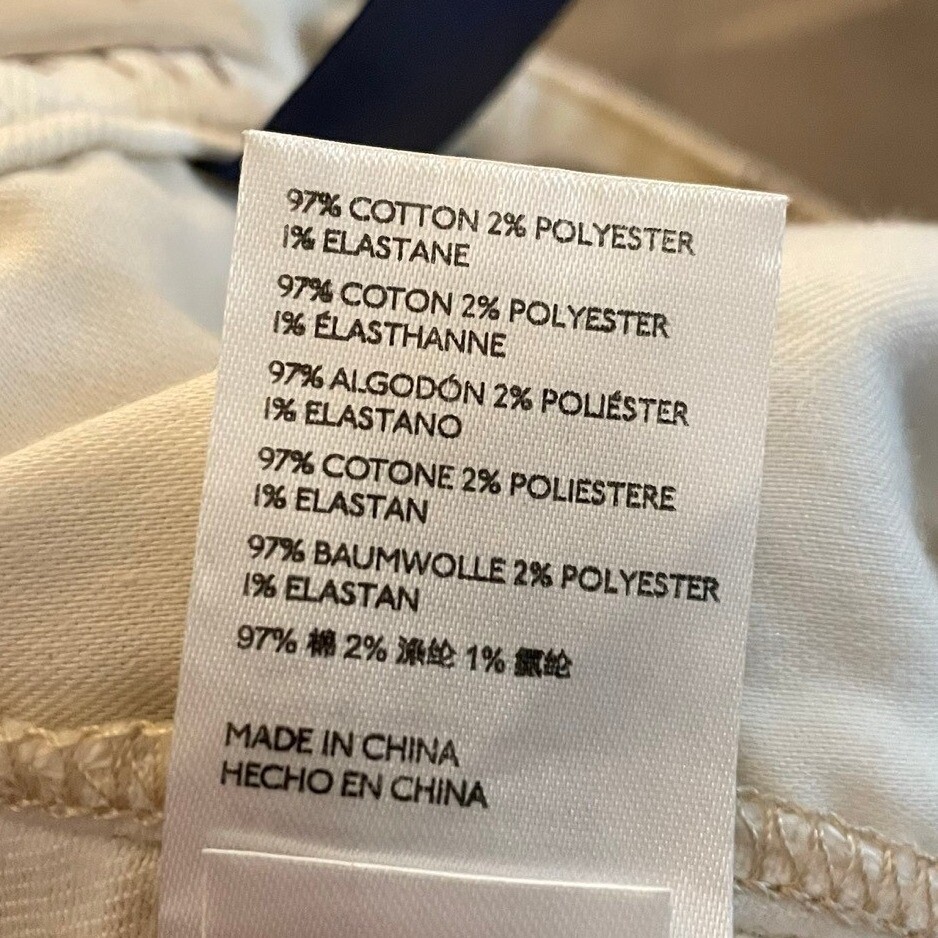 97% COTTON 2% POLYESTER
1% ELASTANE
97% COTON 2% POLYESTER
1% ÉLASTHANNE
97% ALGODÓN 2% POLIÉSTER
1% ELASTANO
97% COTONE 2% POLIESTERE
1% ELASTAN
97% BAUMWOLLE 2% POLYESTER
1% ELASTAN
97% 棉 2% 涤纶 1% 氨纶
MADE IN CHINA
HECHO EN CHINA